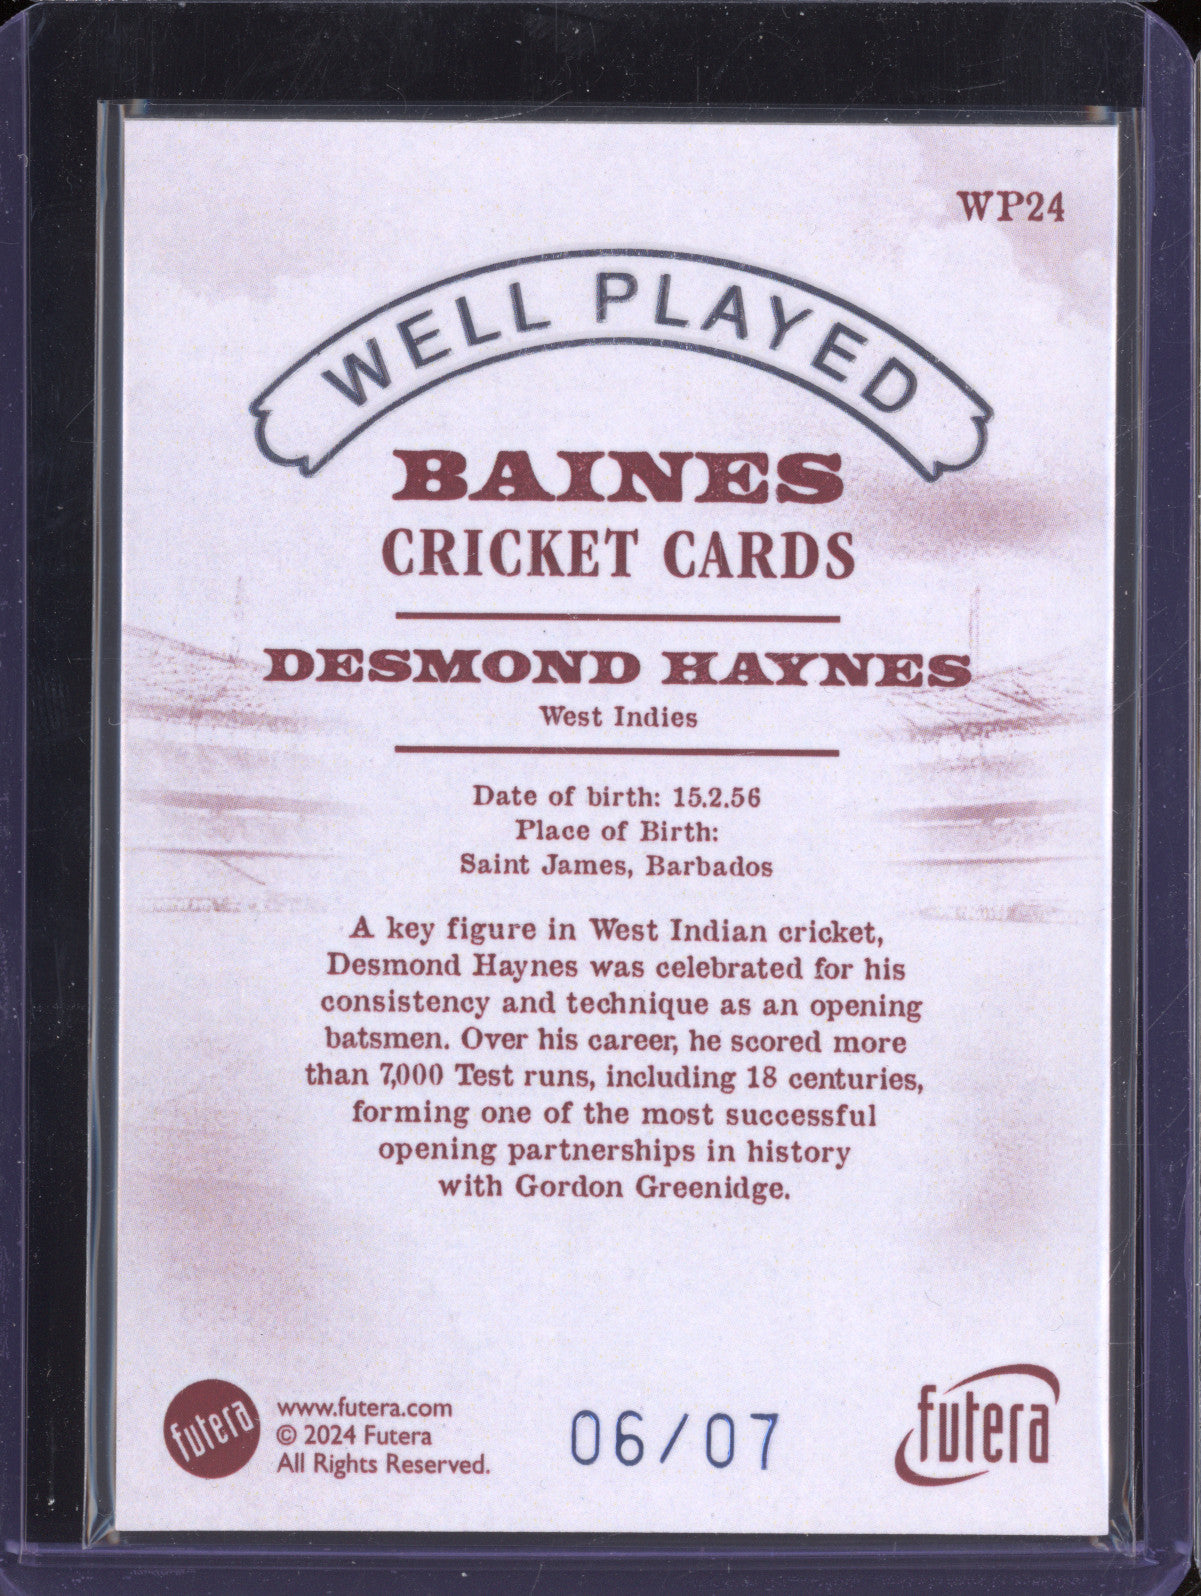 WP24
WELL PLAYED
BAINES
CRICKET CARDS
DESMOND HAYNES
West Indies
Date of birth: 15.2.56
Place of Birth:
Saint James, Barbados
A key figure in West Indian cricket,
Desmond Haynes was celebrated for his
consistency and technique as an opening
batsmen. Over his career, he scored more
than 7,000 Test runs, including 18 centuries,
forming one of the most successful
opening partnerships in history
with Gordon Greenidge.
futera
www.futera.com
© 2024 Futera
All Rights Reserved.
06/07
futera